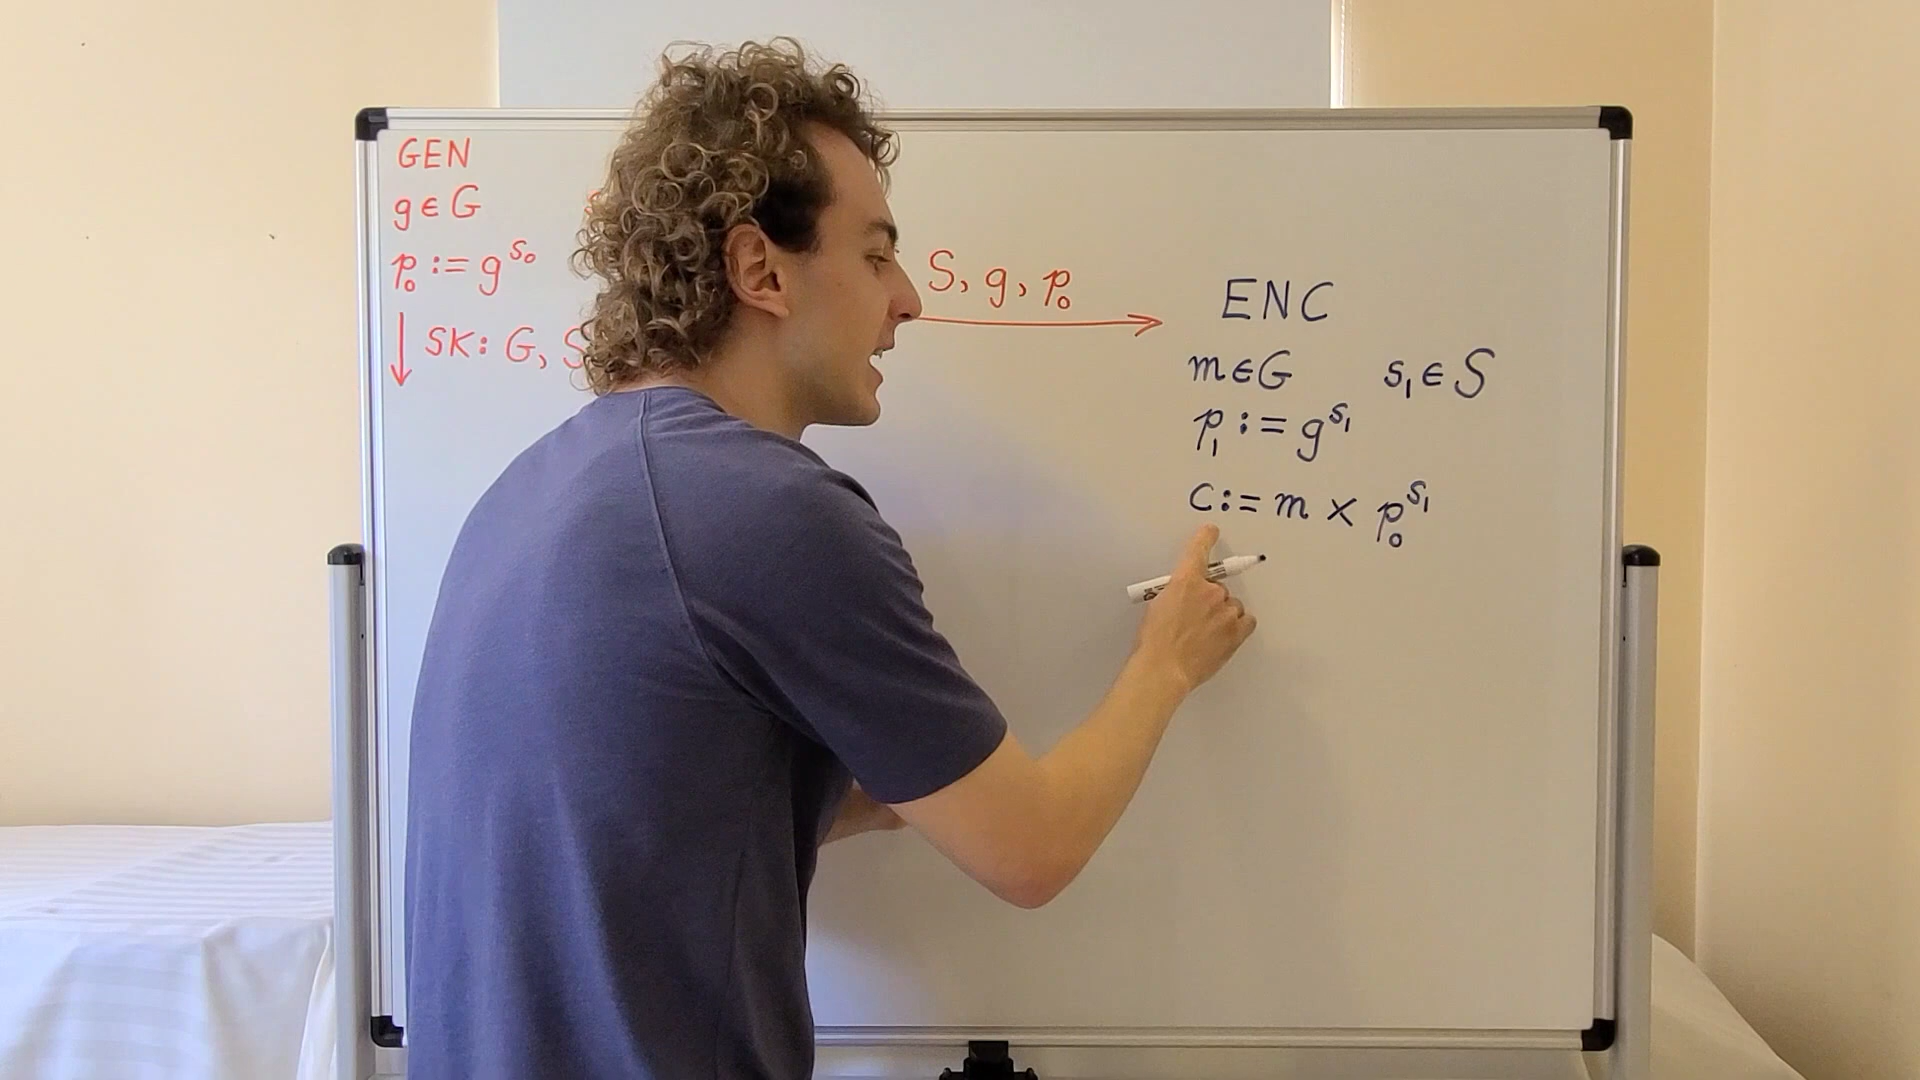 GEN
g ∈ G
p₀ := g^s₀
↓ SK: G, S
S, g, p₀
ENC
m ∈ G s₁ ∈ S
p₁ := g^s₁
c := m × p₀^s₁